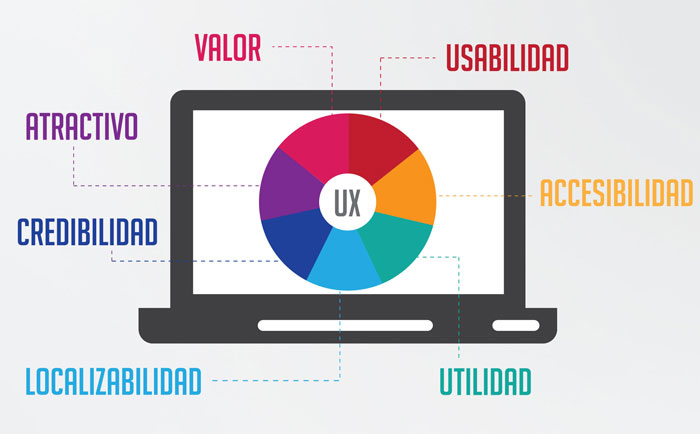 VALOR
USABILIDAD
ATRACTIVO
ACCESIBILIDAD
UX
CREDIBILIDAD
LOCALIZABILIDAD
UTILIDAD